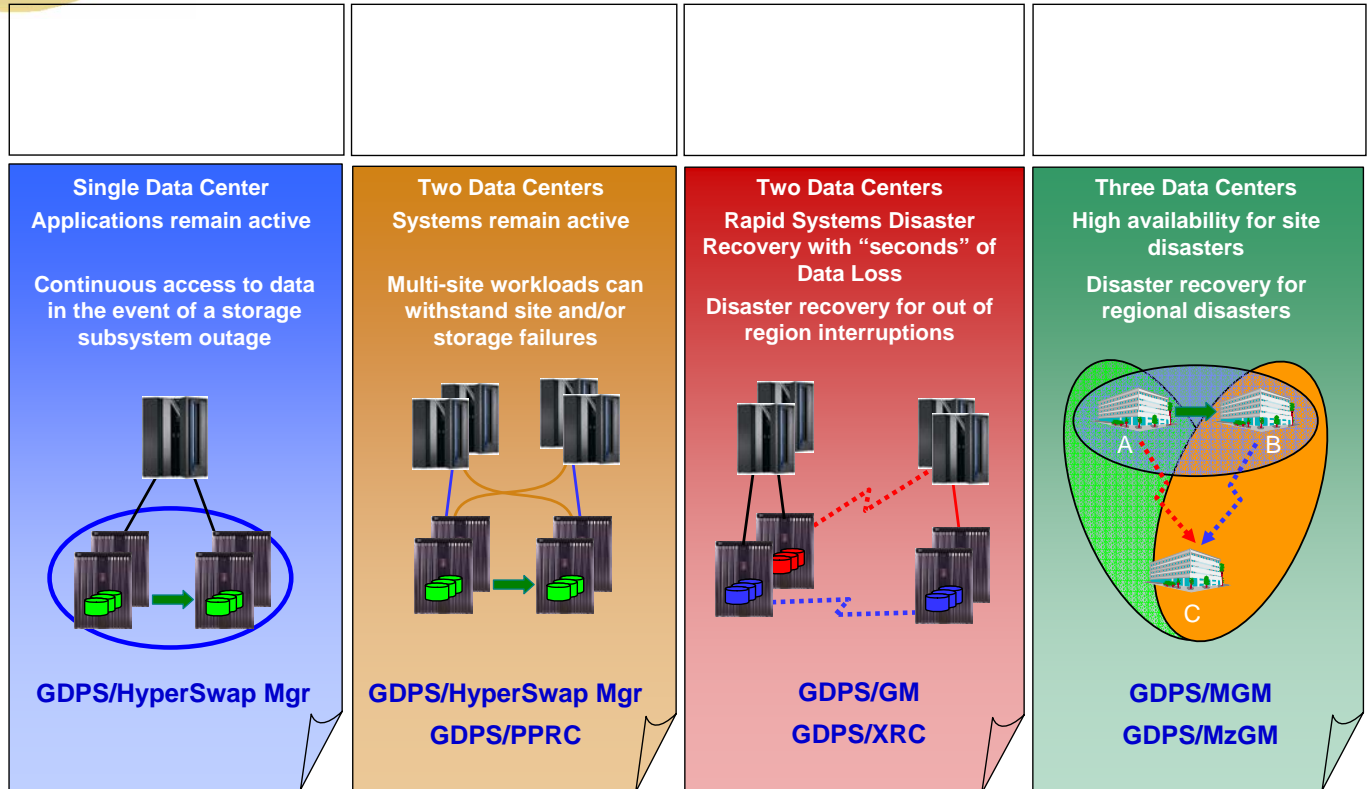 Single Data Center
Applications remain active
Continuous access to data
in the event of a storage
subsystem outage
GDPS/HyperSwap Mgr
Two Data Centers
Systems remain active
Multi-site workloads can
withstand site and/or
storage failures
GDPS/HyperSwap Mgr
GDPS/PPRC
Two Data Centers
Rapid Systems Disaster
Recovery with “seconds” of
Data Loss
Disaster recovery for out of
region interruptions
GDPS/GM
GDPS/XRC
Three Data Centers
High availability for site
disasters
Disaster recovery for
regional disasters
A
B
C
GDPS/MGM
GDPS/MzGM